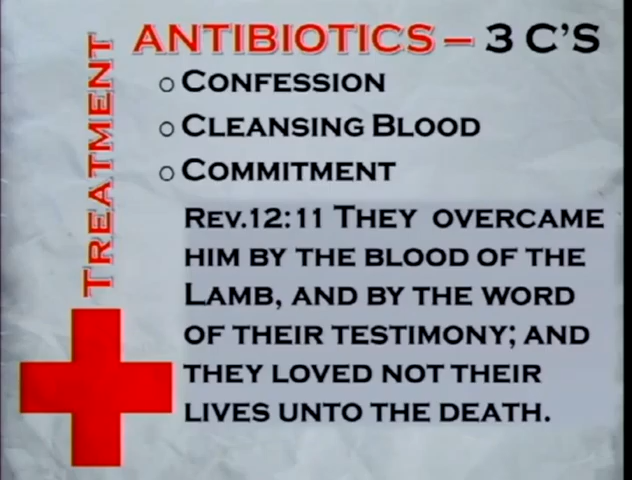 TREATMENT
ANTIBIOTICS – 3 C'S
○ CONFESSION
○ CLEANSING BLOOD
○ COMMITMENT
REV.12:11 THEY OVERCAME
HIM BY THE BLOOD OF THE
LAMB, AND BY THE WORD
OF THEIR TESTIMONY; AND
THEY LOVED NOT THEIR
LIVES UNTO THE DEATH.